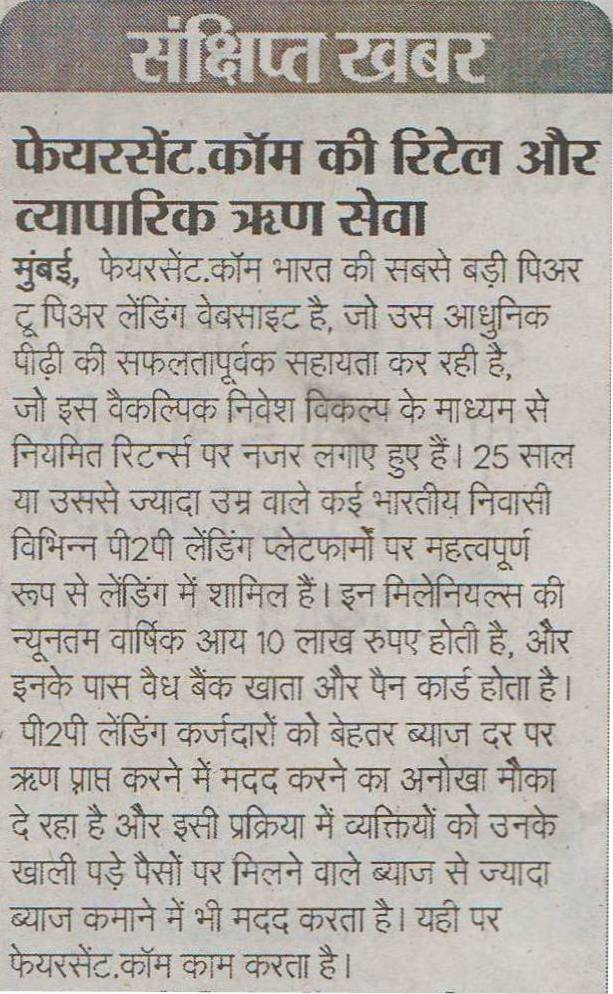 संक्षिप्त खबर
फेयरसेंट.कॉम की रिटेल और
व्यापारिक ऋण सेवा
मुंबई, फेयरसेंट.कॉम भारत की सबसे बड़ी पिअर
टू पिअर लेंडिंग वेबसाइट है, जो उस आधुनिक
पीढ़ी की सफलतापूर्वक सहायता कर रही है,
जो इस वैकल्पिक निवेश विकल्प के माध्यम से
नियमित रिटर्न्स पर नजर लगाए हुए हैं। 25 साल
या उससे ज्यादा उम्र वाले कई भारतीय निवासी
विभिन्न पी2पी लेंडिंग प्लेटफार्मों पर महत्वपूर्ण
रूप से लेंडिंग में शामिल हैं। इन मिलेनियल्स की
न्यूनतम वार्षिक आय 10 लाख रुपए होती है, और
इनके पास वैध बैंक खाता और पैन कार्ड होता है।
पी2पी लेंडिंग कर्जदारों को बेहतर ब्याज दर पर
ऋण प्राप्त करने में मदद करने का अनोखा मौका
दे रहा है और इसी प्रक्रिया में व्यक्तियों को उनके
खाली पड़े पैसों पर मिलने वाले ब्याज से ज्यादा
ब्याज कमाने में भी मदद करता है। यही पर
फेयरसेंट.कॉम काम करता है।